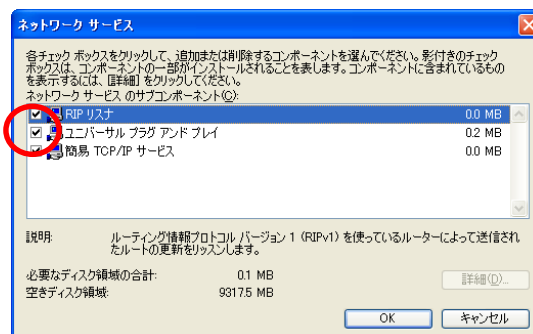 ネットワーク サービス
各チェック ボックスをクリックして、追加または削除するコンポーネントを選んでください。影付きのチェック
ボックスは、コンポーネントの一部がインストールされることを表します。コンポーネントに含まれているもの
を表示するには、[詳細] をクリックしてください。
ネットワーク サービス のサブコンポーネント(C):
RIP リスナ 0.0 MB
ユニバーサル プラグ アンド プレイ 0.2 MB
簡易 TCP/IP サービス 0.0 MB
説明: ルーティング情報プロトコル バージョン 1 (RIPv1) を使っているルーターによって送信され
たルートの更新をリッスンします。
必要なディスク領域の合計: 0.1 MB
詳細(D)...
空きディスク領域: 9317.5 MB
OK キャンセル